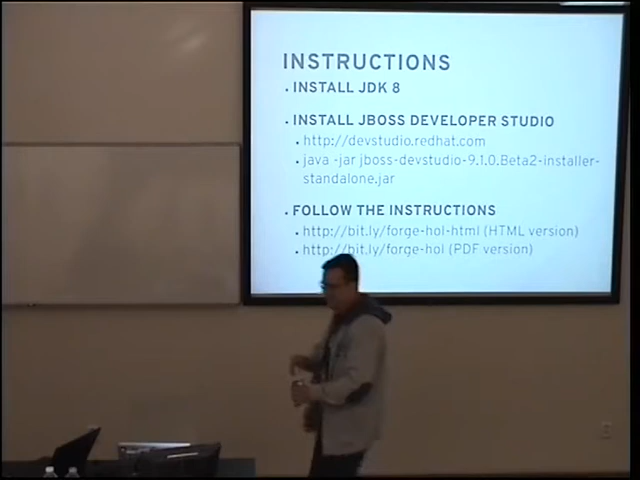 INSTRUCTIONS
• INSTALL JDK 8
• INSTALL JBOSS DEVELOPER STUDIO
• http://devstudio.redhat.com
• java -jar jboss-devstudio-9.1.0.Beta2-installer-
standalone.jar
• FOLLOW THE INSTRUCTIONS
• http://bit.ly/forge-hol-html (HTML version)
• http://bit.ly/forge-hol (PDF version)